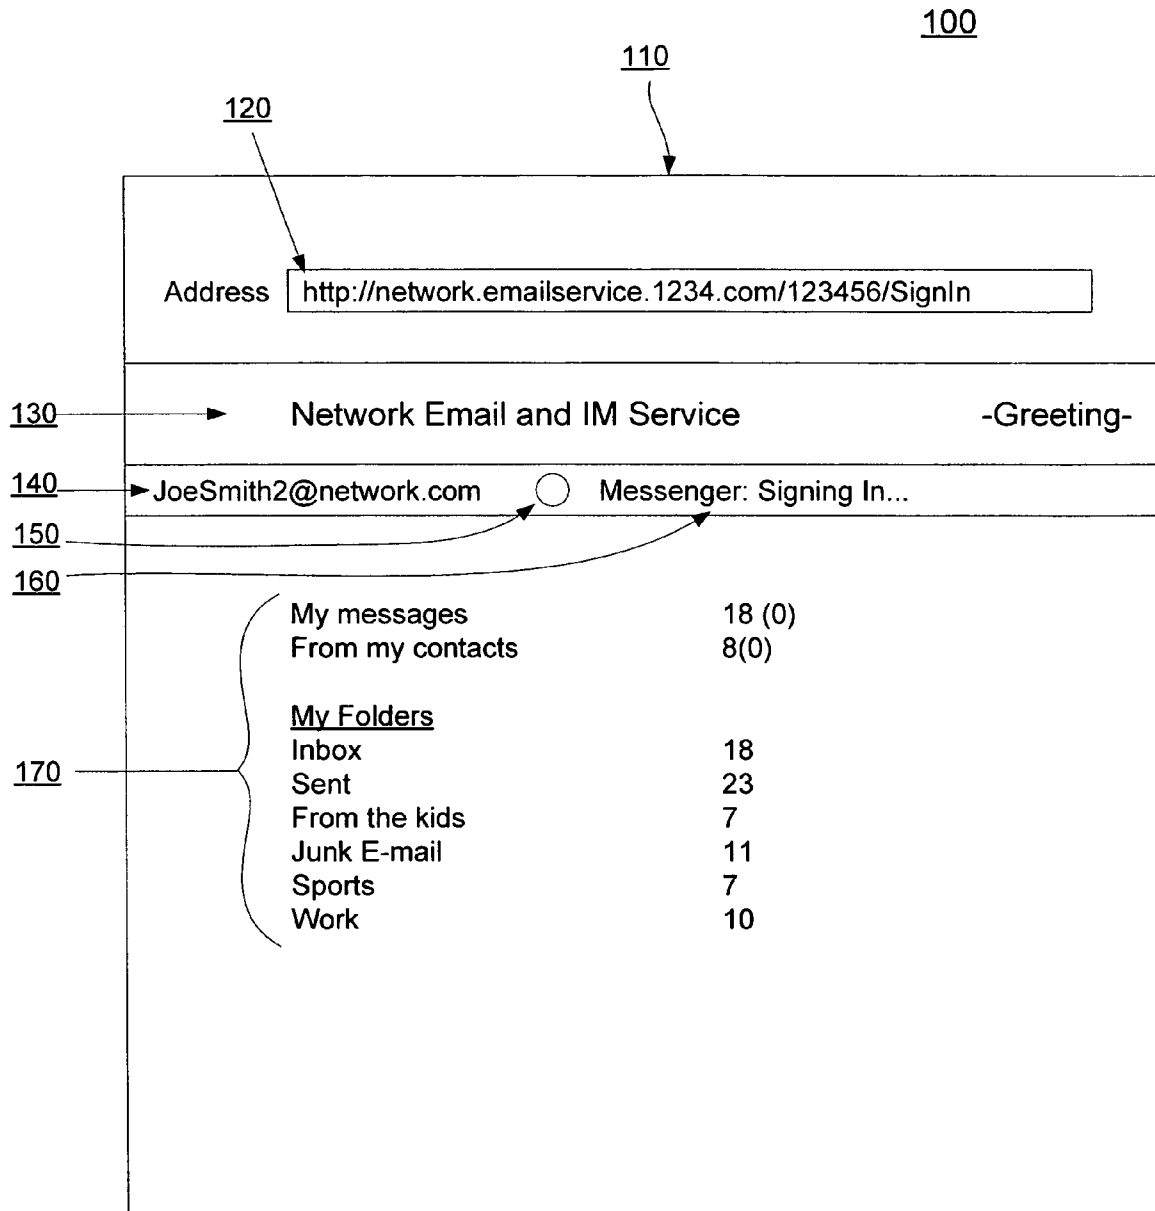 100
110
120
Address http://network.emailservice.1234.com/123456/SignIn
130 Network Email and IM Service -Greeting-
140 JoeSmith2@network.com Messenger: Signing In...
150
160
My messages 18 (0)
From my contacts 8(0)
My Folders
Inbox 18
170
Sent 23
From the kids 7
Junk E-mail 11
Sports 7
Work 10